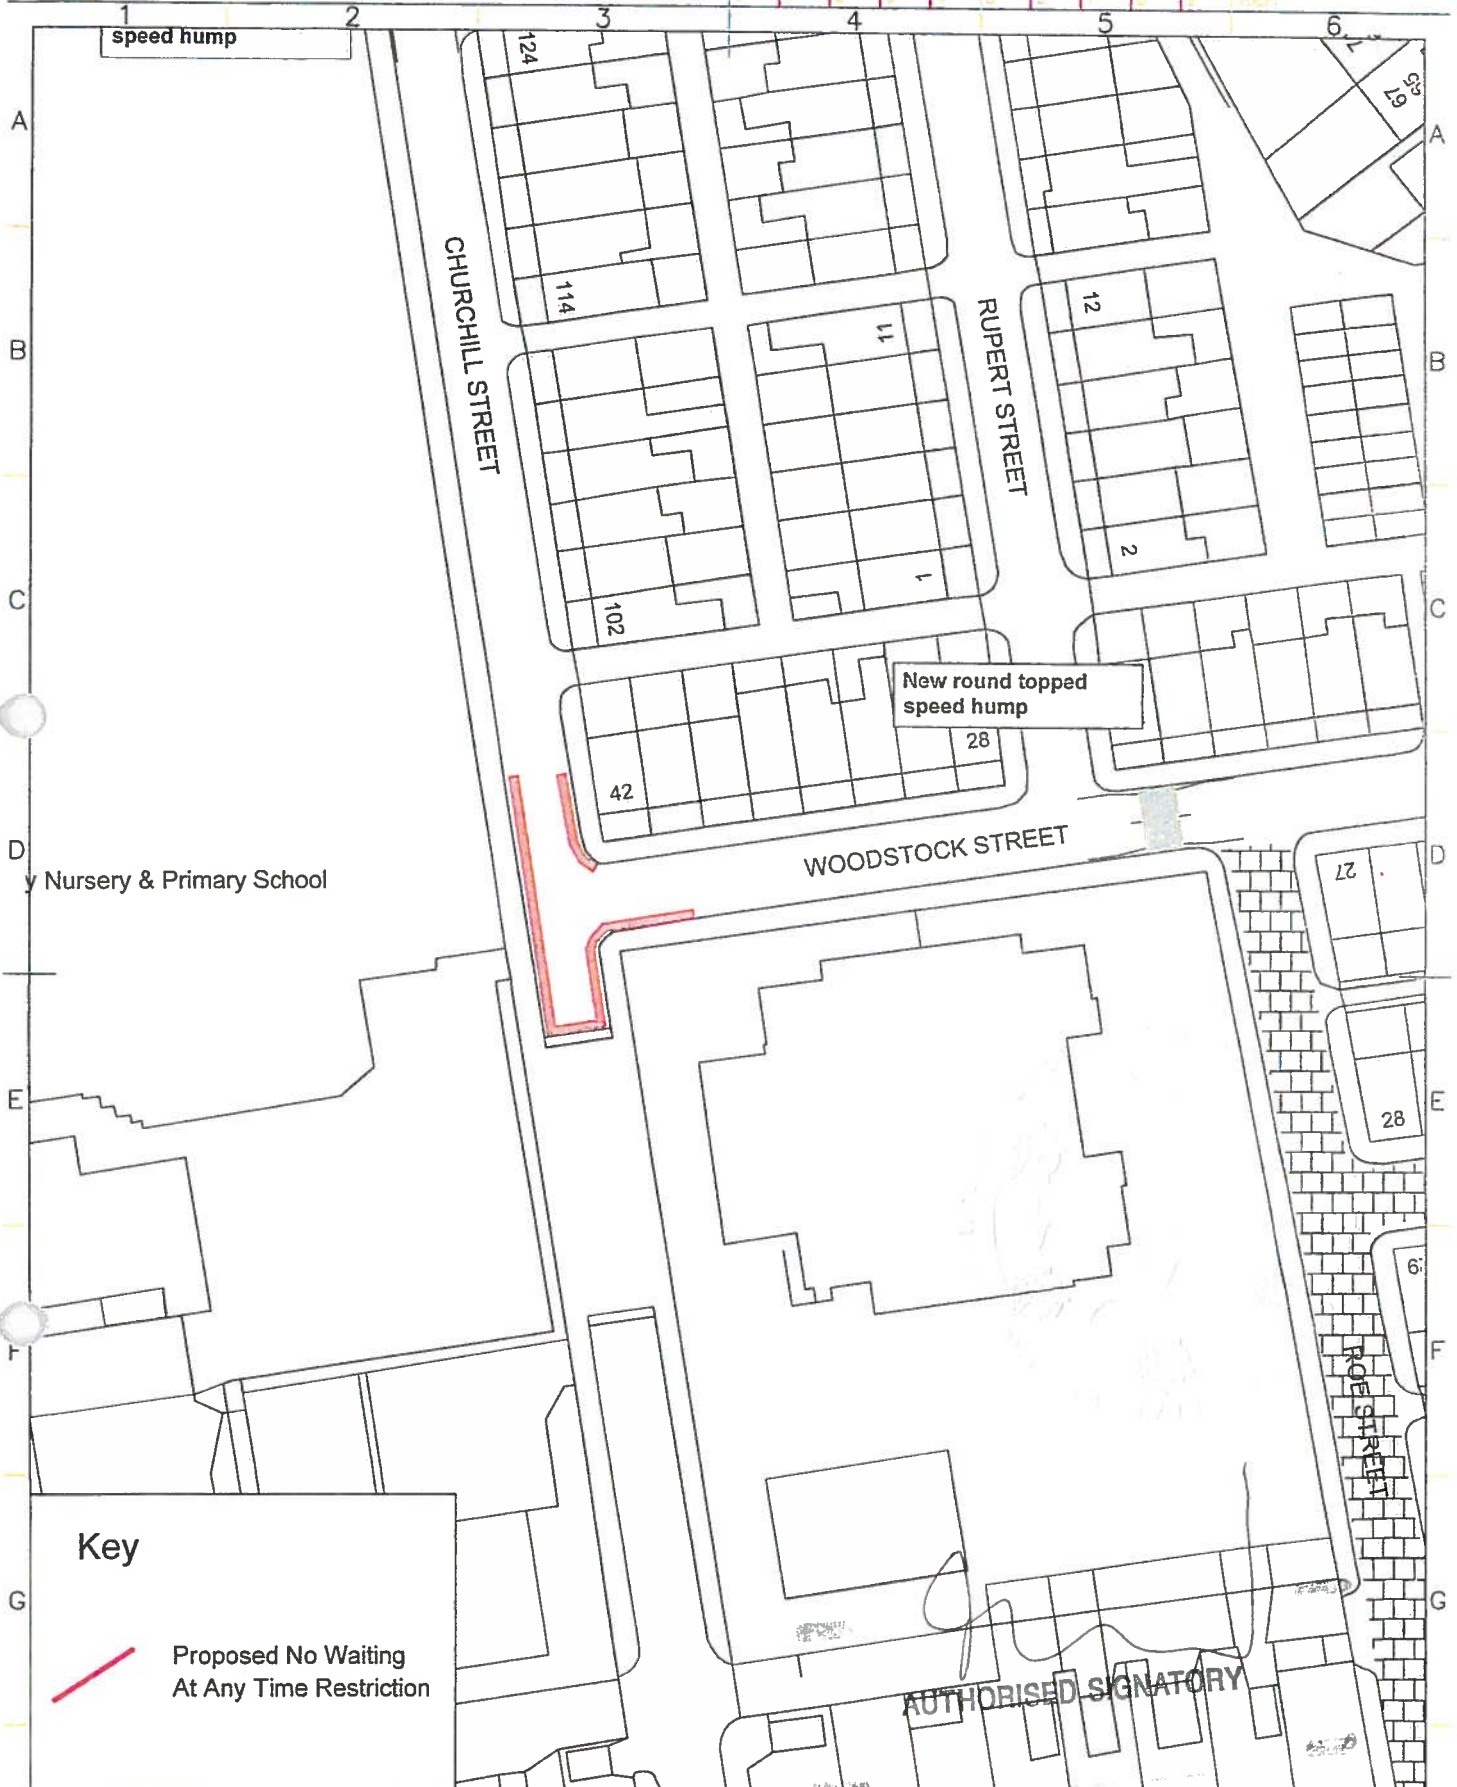 1 2 3 4 5 6
speed hump
124
67
A
A
CHURCHILL STREET
114
12
11
RUPERT STREET
B
B
2
1
C
C
102
New round topped
speed hump
28
42
D
D
WOODSTOCK STREET
27
y Nursery & Primary School
E
E
28
F
F
ROE STREET
Key
G
G
Proposed No Waiting
At Any Time Restriction
AUTHORISED SIGNATORY